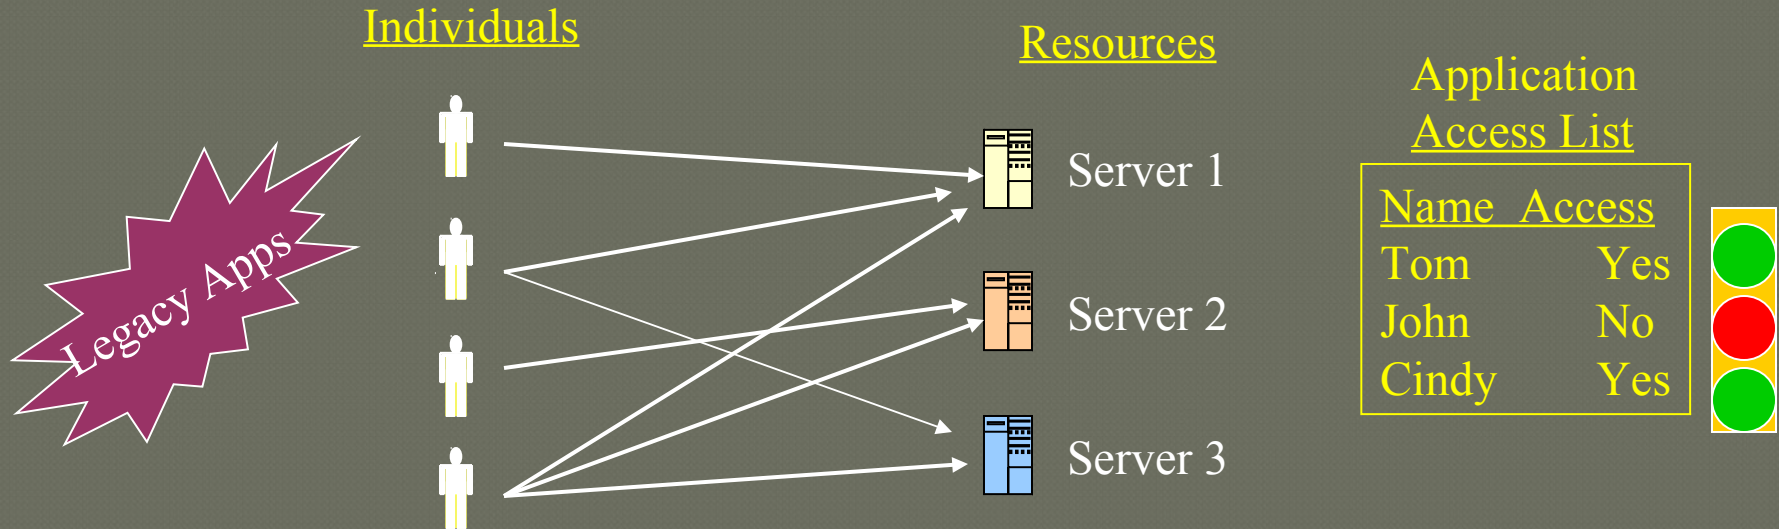 Individuals
Resources
Application
Access List
Legacy Apps
Server 1
Server 2
Server 3
Name Access
Tom Yes
John No
Cindy Yes